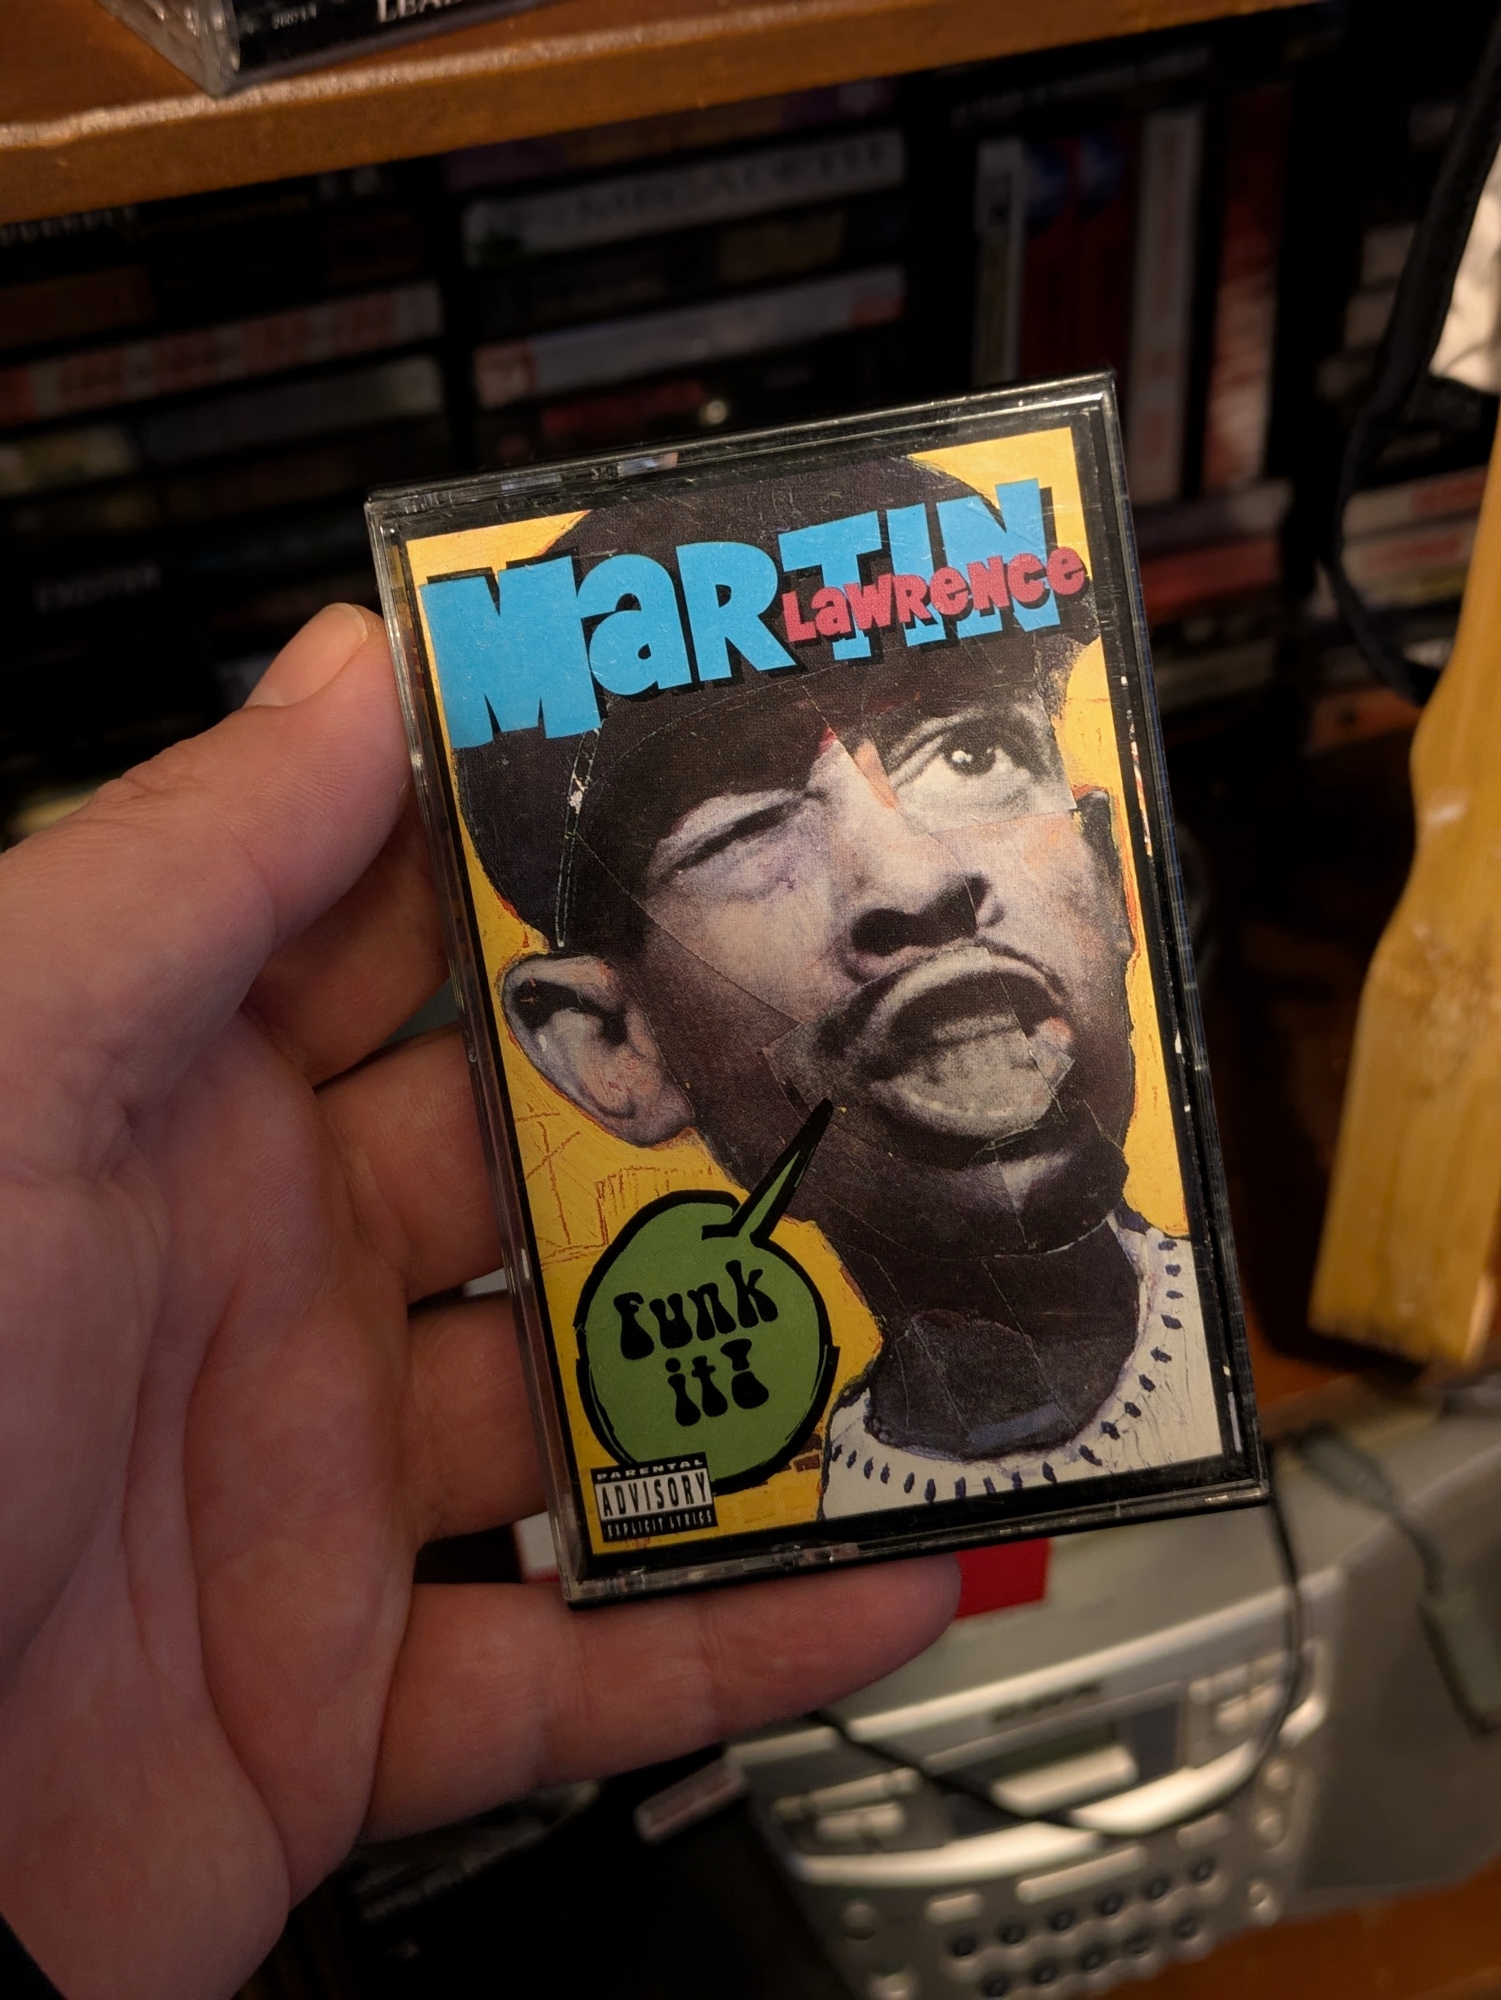 MaRTIN
LaWReNce
Funk
it!
PARENTAL
ADVISORY
EXPLICIT LYRICS